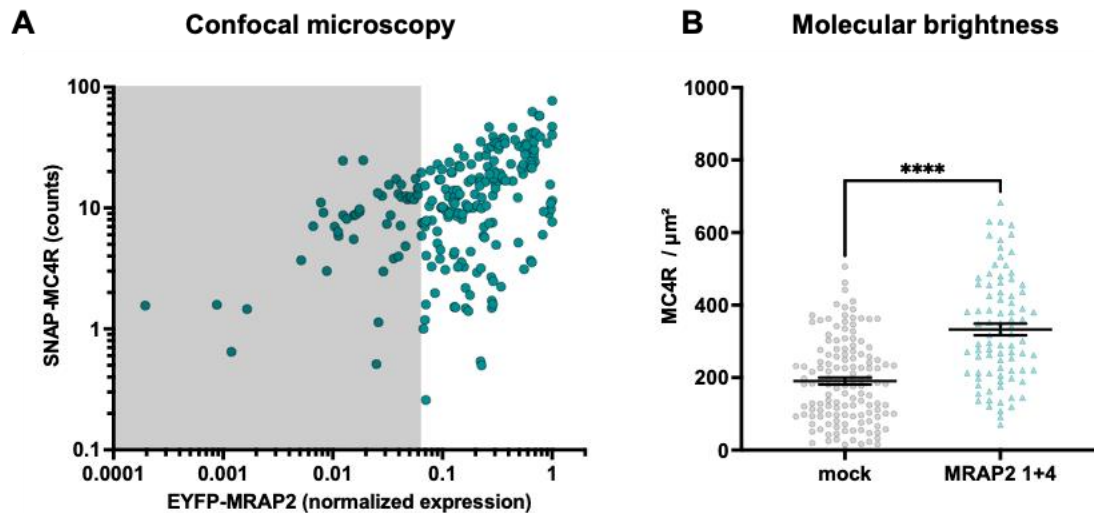 A
Confocal microscopy
SNAP-MC4R (counts)
100
10
1
0.1
0.0001
0.001
0.01
0.1
1
EYFP-MRAP2 (normalized expression)
B
Molecular brightness
MC4R / µm²
1000
800
600
400
200
0
****
mock
MRAP2 1+4